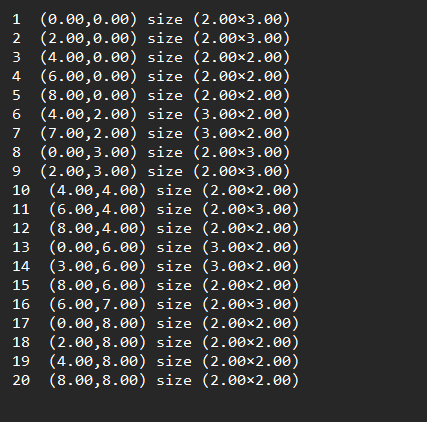 1  (0.00,0.00) size (2.00×3.00)
2  (2.00,0.00) size (2.00×3.00)
3  (4.00,0.00) size (2.00×2.00)
4  (6.00,0.00) size (2.00×2.00)
5  (8.00,0.00) size (2.00×2.00)
6  (4.00,2.00) size (3.00×2.00)
7  (7.00,2.00) size (3.00×2.00)
8  (0.00,3.00) size (2.00×3.00)
9  (2.00,3.00) size (2.00×3.00)
10  (4.00,4.00) size (2.00×2.00)
11  (6.00,4.00) size (2.00×3.00)
12  (8.00,4.00) size (2.00×2.00)
13  (0.00,6.00) size (3.00×2.00)
14  (3.00,6.00) size (3.00×2.00)
15  (8.00,6.00) size (2.00×2.00)
16  (6.00,7.00) size (2.00×3.00)
17  (0.00,8.00) size (2.00×2.00)
18  (2.00,8.00) size (2.00×2.00)
19  (4.00,8.00) size (2.00×2.00)
20  (8.00,8.00) size (2.00×2.00)